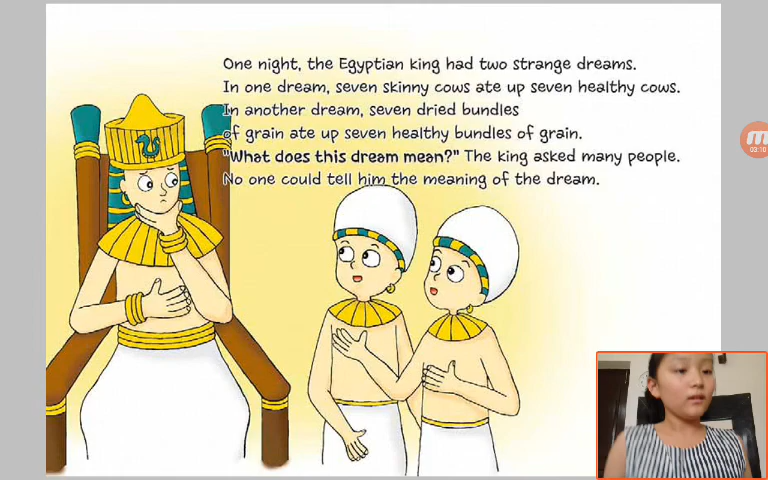 One night, the Egyptian king had two strange dreams.
In one dream, seven skinny cows ate up seven healthy cows.
In another dream, seven dried bundles
of grain ate up seven healthy bundles of grain.
"What does this dream mean?" The king asked many people.
No one could tell him the meaning of the dream.
03:10